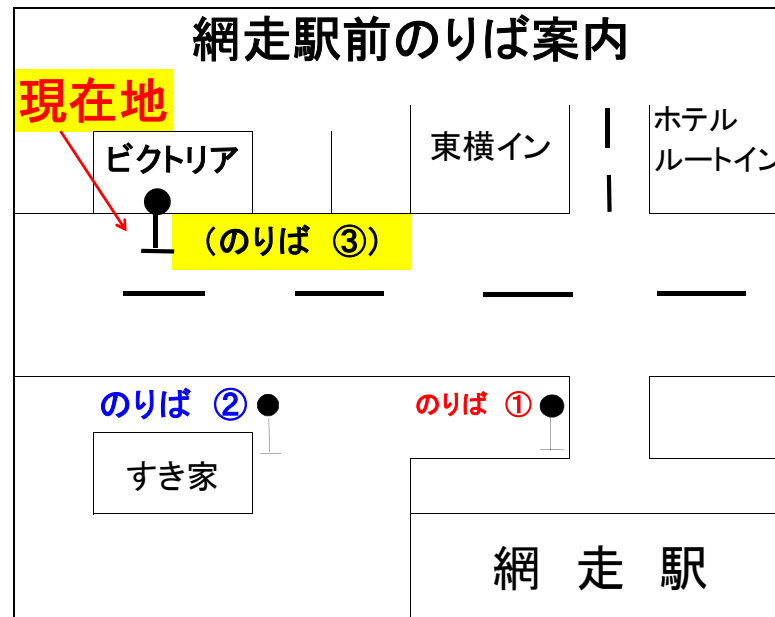 網走駅前のりば案内
現在地
ビクトリア
東横イン
ホテル
ルートイン
（のりば　③）
のりば　②
のりば　①
すき家
網　走　駅